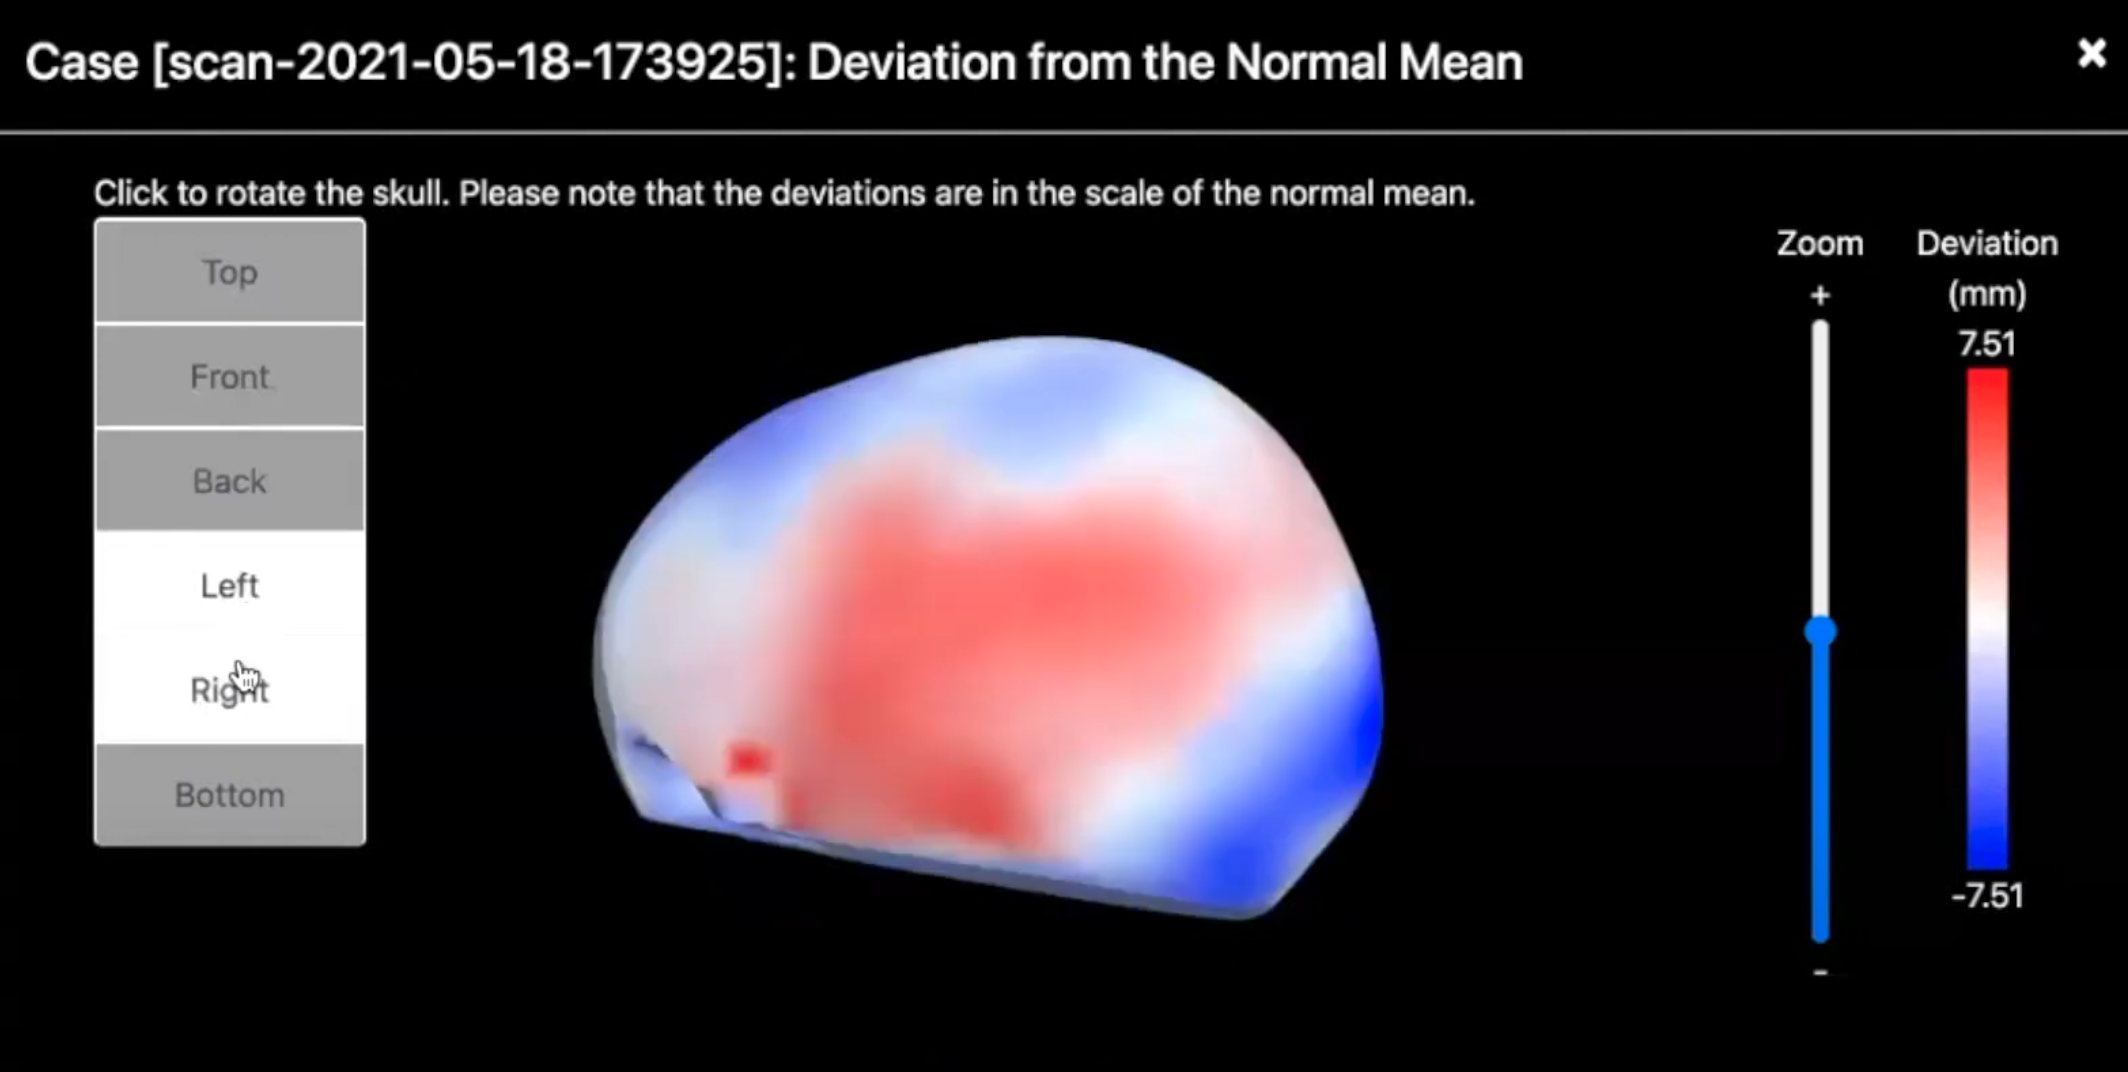 Case [scan-2021-05-18-173925]: Deviation from the Normal Mean
×
Click to rotate the skull. Please note that the deviations are in the scale of the normal mean.
Top
Front
Back
Left
Right
Bottom
Zoom
+
-
Deviation
(mm)
7.51
-7.51